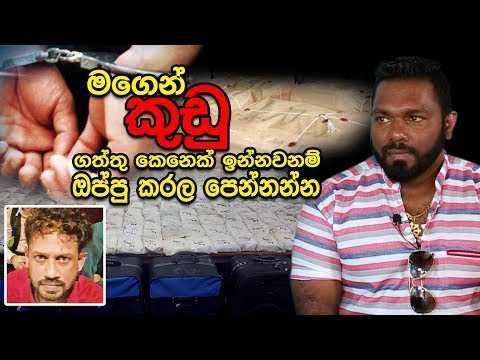 මගෙන්
කුඩු
ගත්තු කෙනෙක් ඉන්නවනම්
ඔප්පු කරල පෙන්නන්න